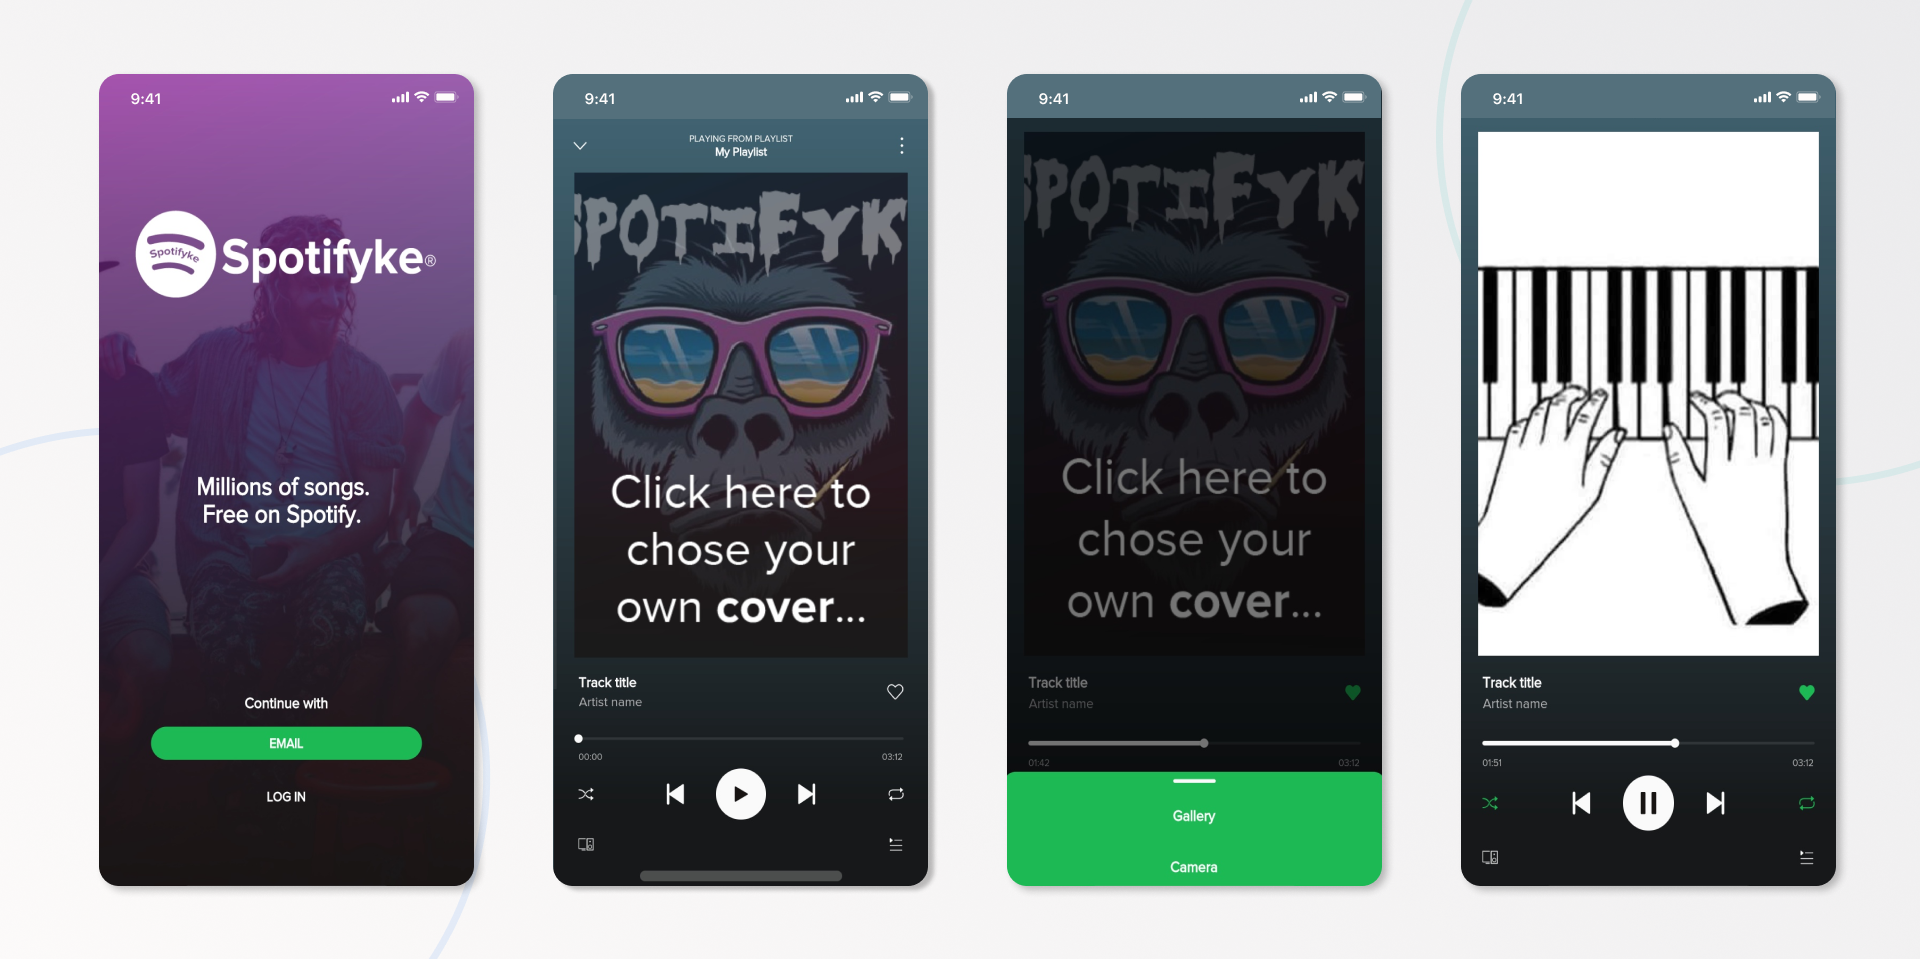 9:41
Spotifyke
Spotifyke®
Millions of songs.
Free on Spotify.
Continue with
EMAIL
LOG IN
9:41
PLAYING FROM PLAYLIST
My Playlist
SPOTIFYK
Click here to
chose your
own cover...
Track title
Artist name
00:00 03:12
9:41
SPOTIFYK
Click here to
chose your
own cover...
Track title
Artist name
01:42 03:12
Gallery
Camera
9:41
Track title
Artist name
01:51 03:12